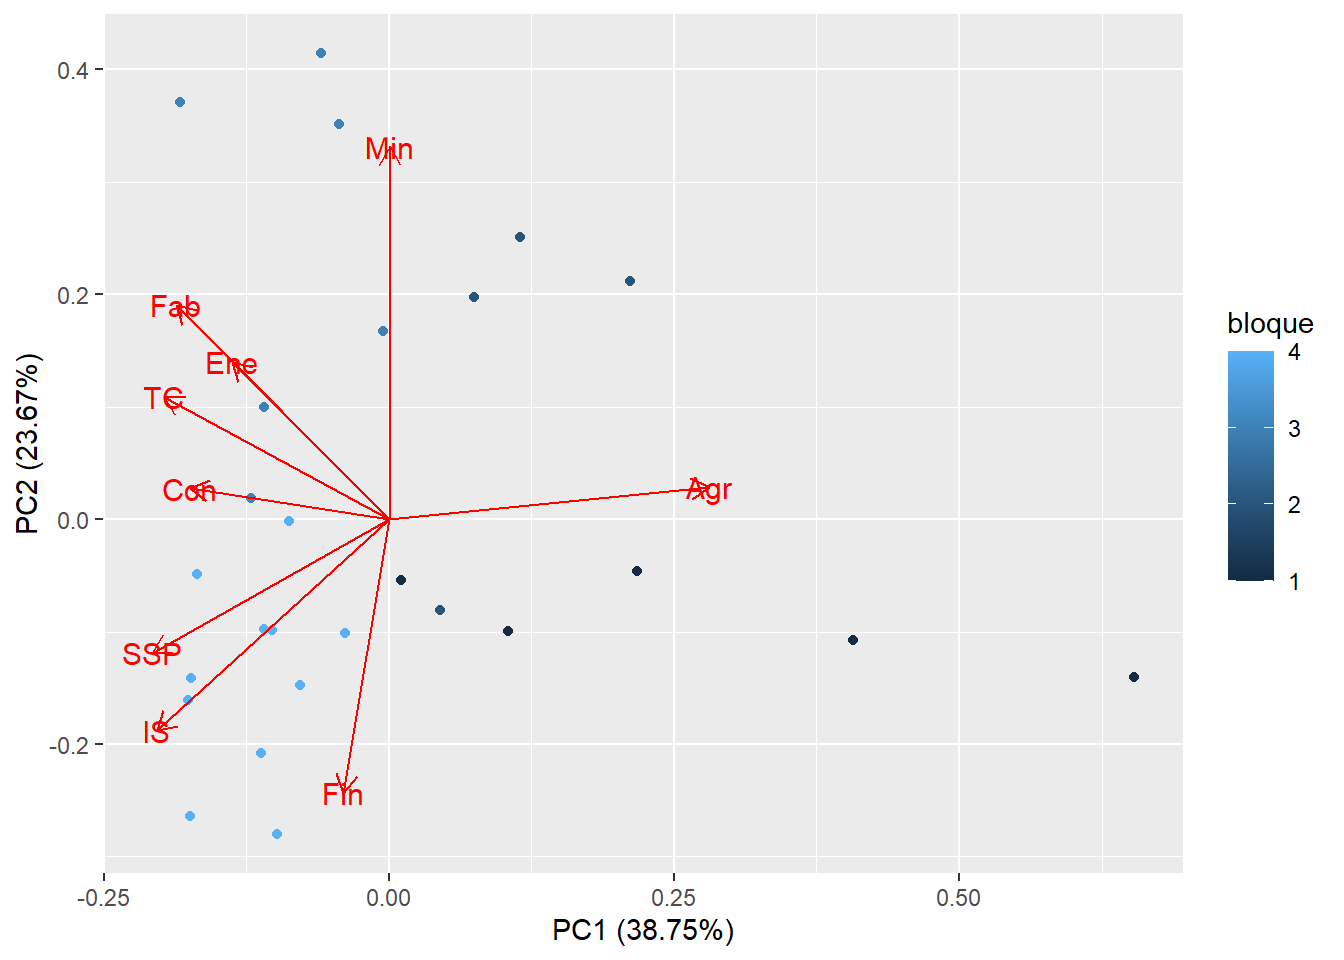 0.4
0.2
0.0
-0.2
PC2 (23.67%)
Min
Fab
Ene
TC
Con
Agr
SSP
IS
Fin
-0.25
0.00
0.25
0.50
PC1 (38.75%)
bloque
4
3
2
1